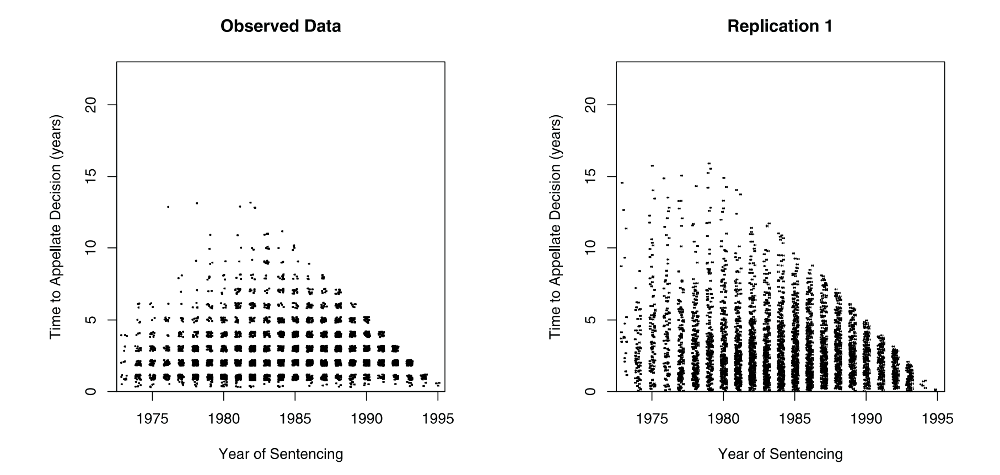 Observed Data
Time to Appellate Decision (years)
20
15
10
5
0
1975 1980 1985 1990 1995
Year of Sentencing
Replication 1
Time to Appellate Decision (years)
20
15
10
5
0
1975 1980 1985 1990 1995
Year of Sentencing